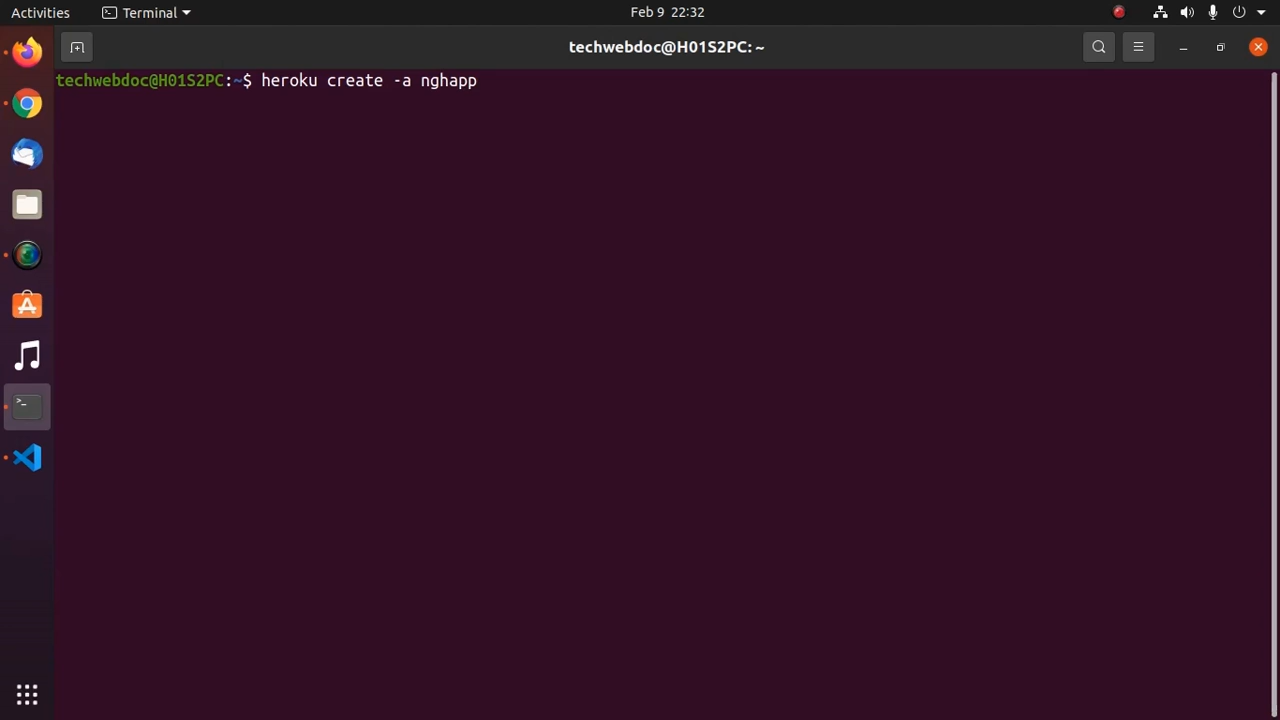 Activities
Terminal
Feb 9 22:32
techwebdoc@H01S2PC: ~
techwebdoc@H01S2PC:~$ heroku create -a nghapp